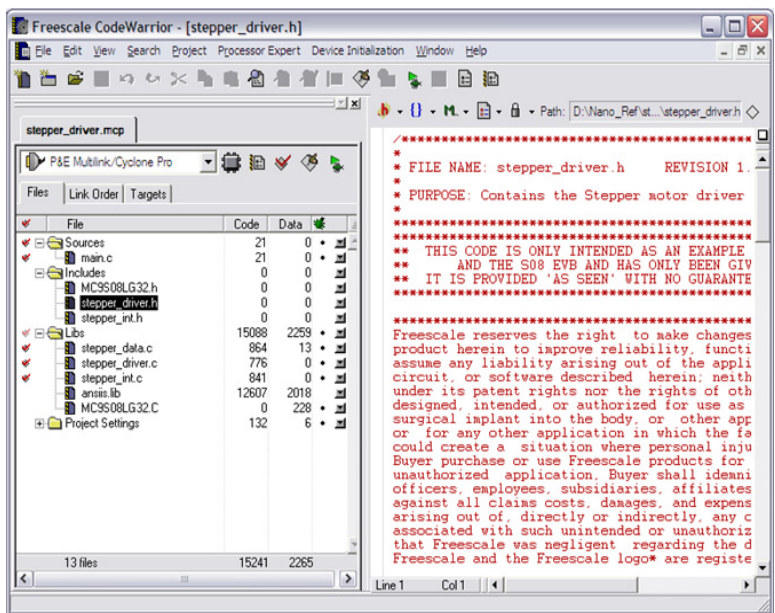 Freescale CodeWarrior - [stepper_driver.h]
File Edit View Search Project Processor Expert Device Initialization Window Help
stepper_driver.mcp
P&E Multilink/Cyclone Pro
Files Link Order Targets
File Code Data
Sources 21 0
main.c 21 0
Includes 0 0
MC9S08LG32.h 0 0
stepper_driver.h 0 0
stepper_int.h 0 0
Libs 15088 2259
stepper_data.c 864 13
stepper_driver.c 776 0
stepper_int.c 841 0
ansiis.lib 12607 2018
MC9S08LG32.C 0 228
Project Settings 132 6
13 files 15241 2265
h {} M. Path: D:\Nano_Ref\st...\stepper_driver.h
/******************************************
*
* FILE NAME: stepper_driver.h REVISION 1.
*
* PURPOSE: Contains the Stepper motor driver
*
*******************************************
*******************************************
** THIS CODE IS ONLY INTENDED AS AN EXAMPLE
** AND THE S08 EVB AND HAS ONLY BEEN GIV
** IT IS PROVIDED 'AS SEEN' WITH NO GUARANTE
*******************************************
*******************************************
Freescale reserves the right to make changes
product herein to improve reliability, functi
assume any liability arising out of the appli
circuit, or software described herein; neith
under its patent rights nor the rights of oth
designed, intended, or authorized for use as
surgical implant into the body, or other app
or for any other application in which the fa
could create a situation where personal inju
Buyer purchase or use Freescale products for
unauthorized application, Buyer shall idemni
officers, employees, subsidiaries, affiliates
against all claims costs, damages, and expens
arising out of, directly or indirectly, any c
associated with such unintended or unauthoriz
that Freescale was negligent regarding the d
Freescale and the Freescale logo* are registe
Line 1 Col 1